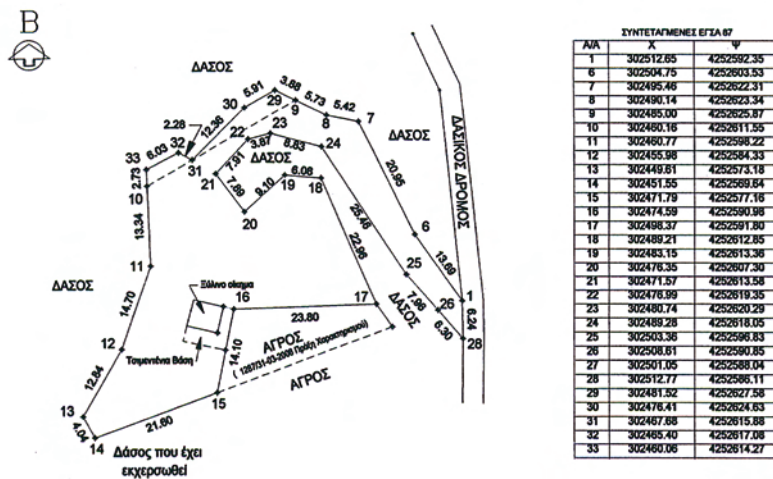 Β
ΔΑΣΟΣ
5.91
3.88
5.73
5.42
30
29
9
8
7
2.28
12.36
22
23
24
3.87
8.83
ΔΑΣΟΣ
ΔΑΣΟΣ
ΔΑΣΙΚΟΣ ΔΡΟΜΟΣ
33
6.03
32
31
2.73
10
7.91
21
7.89
20
9.10
19
6.08
18
20.95
13.34
25.46
22.96
6
13.69
11
ΔΑΣΟΣ
Ξύλινο οίκημα
25
7.96
26
6.30
1
6.24
28
14.70
16
23.80
17
ΔΑΣΟΣ
12
Τσιμεντένια Βάση
14.10
ΑΓΡΟΣ
( 1287/31-03-2008 Πράξη Χαρακτηρισμού)
ΑΓΡΟΣ
12.84
15
13
4.04
14
21.60
Δάσος που έχει
εκχερσωθεί
ΣΥΝΤΕΤΑΓΜΕΝΕΣ ΕΓΣΑ 87
Α/Α Χ Ψ
1 302512.65 4252592.35
6 302504.75 4252603.53
7 302495.46 4252622.31
8 302490.14 4252623.34
9 302485.00 4252625.87
10 302460.16 4252611.55
11 302460.77 4252598.22
12 302455.98 4252584.33
13 302449.61 4252573.18
14 302451.55 4252569.64
15 302471.79 4252577.16
16 302474.59 4252590.98
17 302498.37 4252591.80
18 302489.21 4252612.85
19 302483.15 4252613.36
20 302476.35 4252607.30
21 302471.57 4252613.58
22 302476.99 4252619.35
23 302480.74 4252620.29
24 302489.28 4252618.05
25 302503.36 4252596.83
26 302508.61 4252590.85
27 302501.05 4252588.04
28 302512.77 4252586.11
29 302481.52 4252627.58
30 302476.41 4252624.63
31 302467.68 4252615.88
32 302465.40 4252617.08
33 302460.06 4252614.27